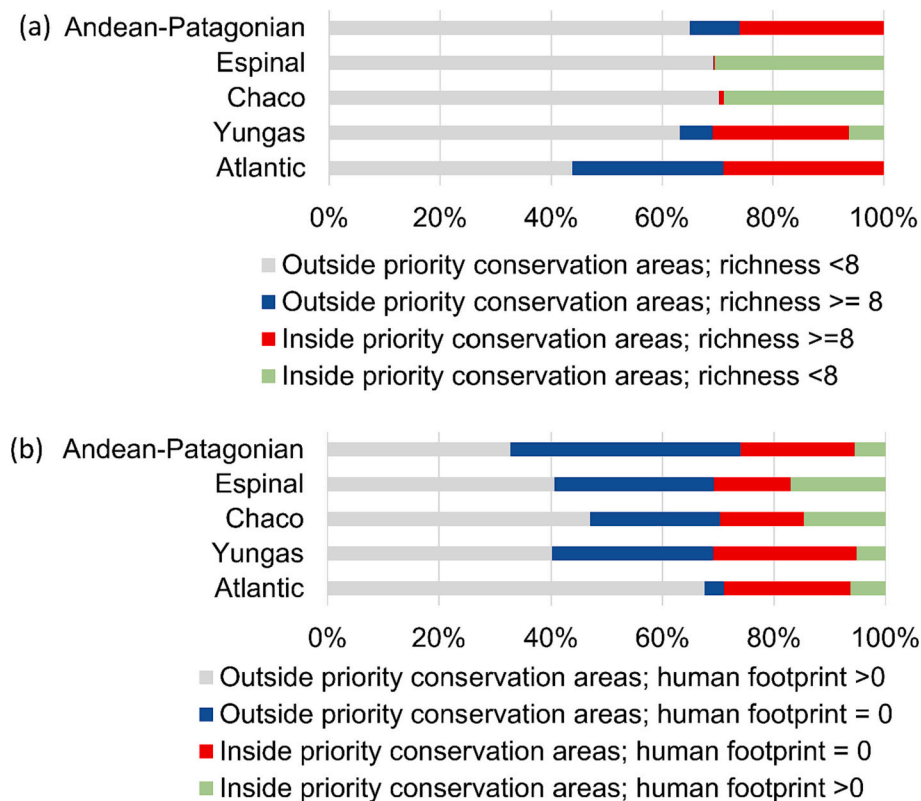 (a) Andean-Patagonian
Espinal
Chaco
Yungas
Atlantic
0% 20% 40% 60% 80% 100%
Outside priority conservation areas; richness <8
Outside priority conservation areas; richness >= 8
Inside priority conservation areas; richness >=8
Inside priority conservation areas; richness <8
(b) Andean-Patagonian
Espinal
Chaco
Yungas
Atlantic
0% 20% 40% 60% 80% 100%
Outside priority conservation areas; human footprint >0
Outside priority conservation areas; human footprint = 0
Inside priority conservation areas; human footprint = 0
Inside priority conservation areas; human footprint >0